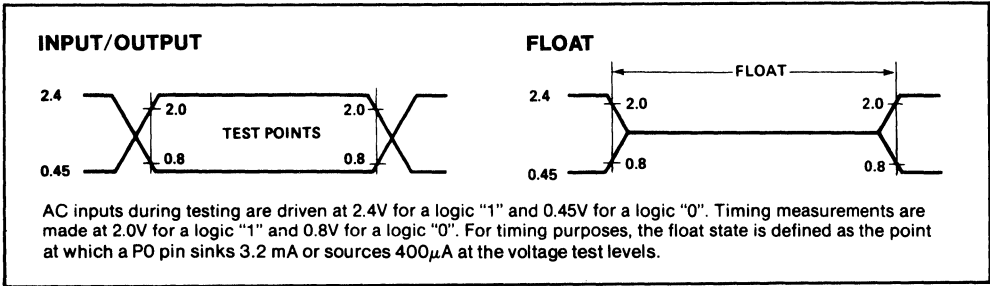 INPUT/OUTPUT
2.4
2.0
2.0
TEST POINTS
0.8
0.8
0.45
FLOAT
FLOAT
2.4
2.0
2.0
0.8
0.8
0.45
AC inputs during testing are driven at 2.4V for a logic “1” and 0.45V for a logic “0”. Timing measurements are
made at 2.0V for a logic “1” and 0.8V for a logic “0”. For timing purposes, the float state is defined as the point
at which a P0 pin sinks 3.2 mA or sources 400μA at the voltage test levels.